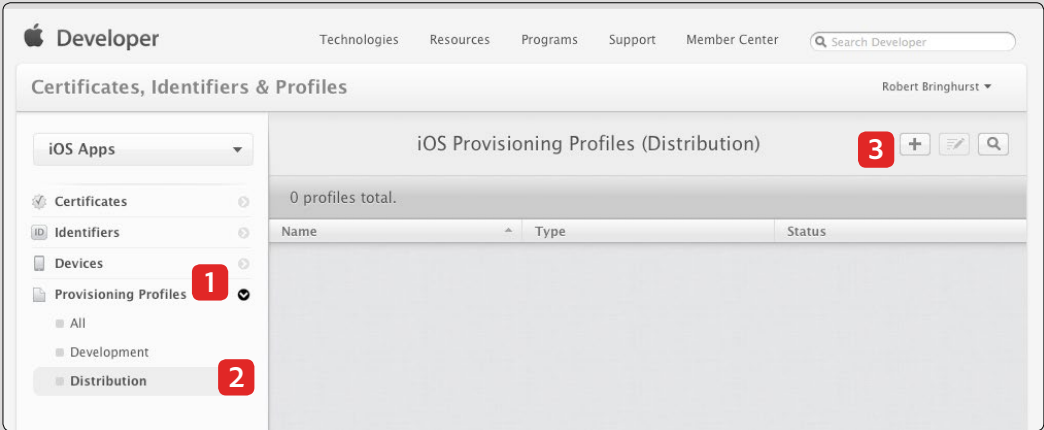 Developer
Technologies Resources Programs Support Member Center Search Developer
Certificates, Identifiers & Profiles
Robert Bringhurst
iOS Apps
iOS Provisioning Profiles (Distribution)
3
0 profiles total.
Certificates
ID Identifiers
Name Type Status
Devices
1
Provisioning Profiles
All
Development
Distribution
2